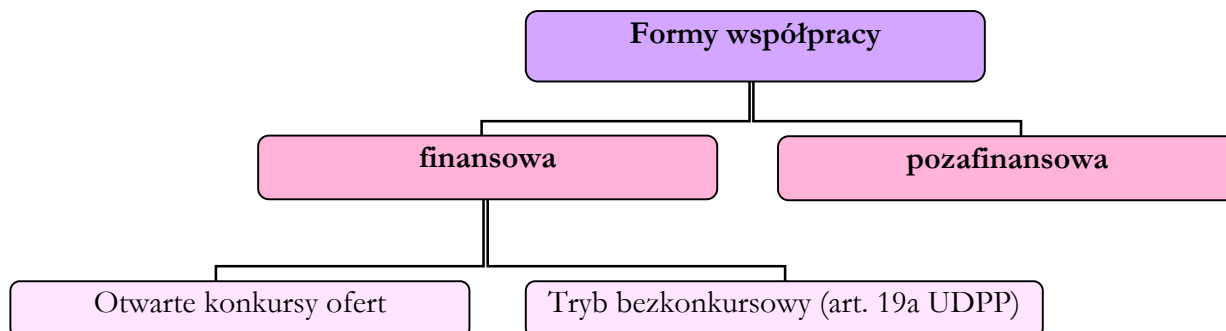 Formy współpracy
finansowa
pozafinansowa
Otwarte konkursy ofert
Tryb bezkonkursowy (art. 19a UDPP)